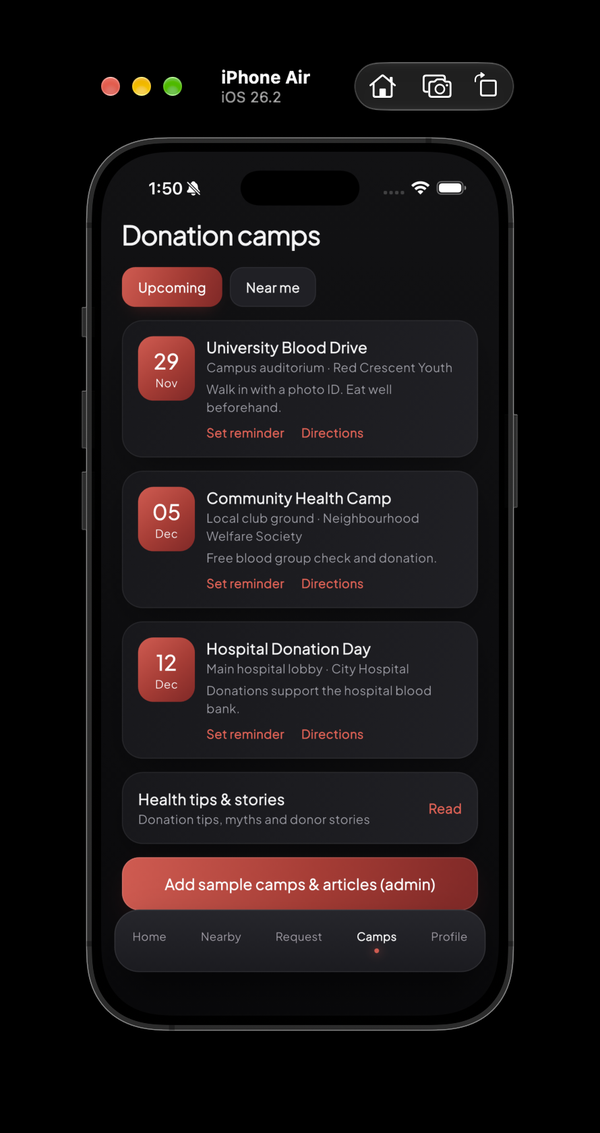 iPhone Air
iOS 26.2
1:50
Donation camps
Upcoming
Near me
29
Nov
University Blood Drive
Campus auditorium · Red Crescent Youth
Walk in with a photo ID. Eat well
beforehand.
Set reminder
Directions
05
Dec
Community Health Camp
Local club ground · Neighbourhood
Welfare Society
Free blood group check and donation.
Set reminder
Directions
12
Dec
Hospital Donation Day
Main hospital lobby · City Hospital
Donations support the hospital blood
bank.
Set reminder
Directions
Health tips & stories
Donation tips, myths and donor stories
Read
Add sample camps & articles (admin)
Home
Nearby
Request
Camps
Profile